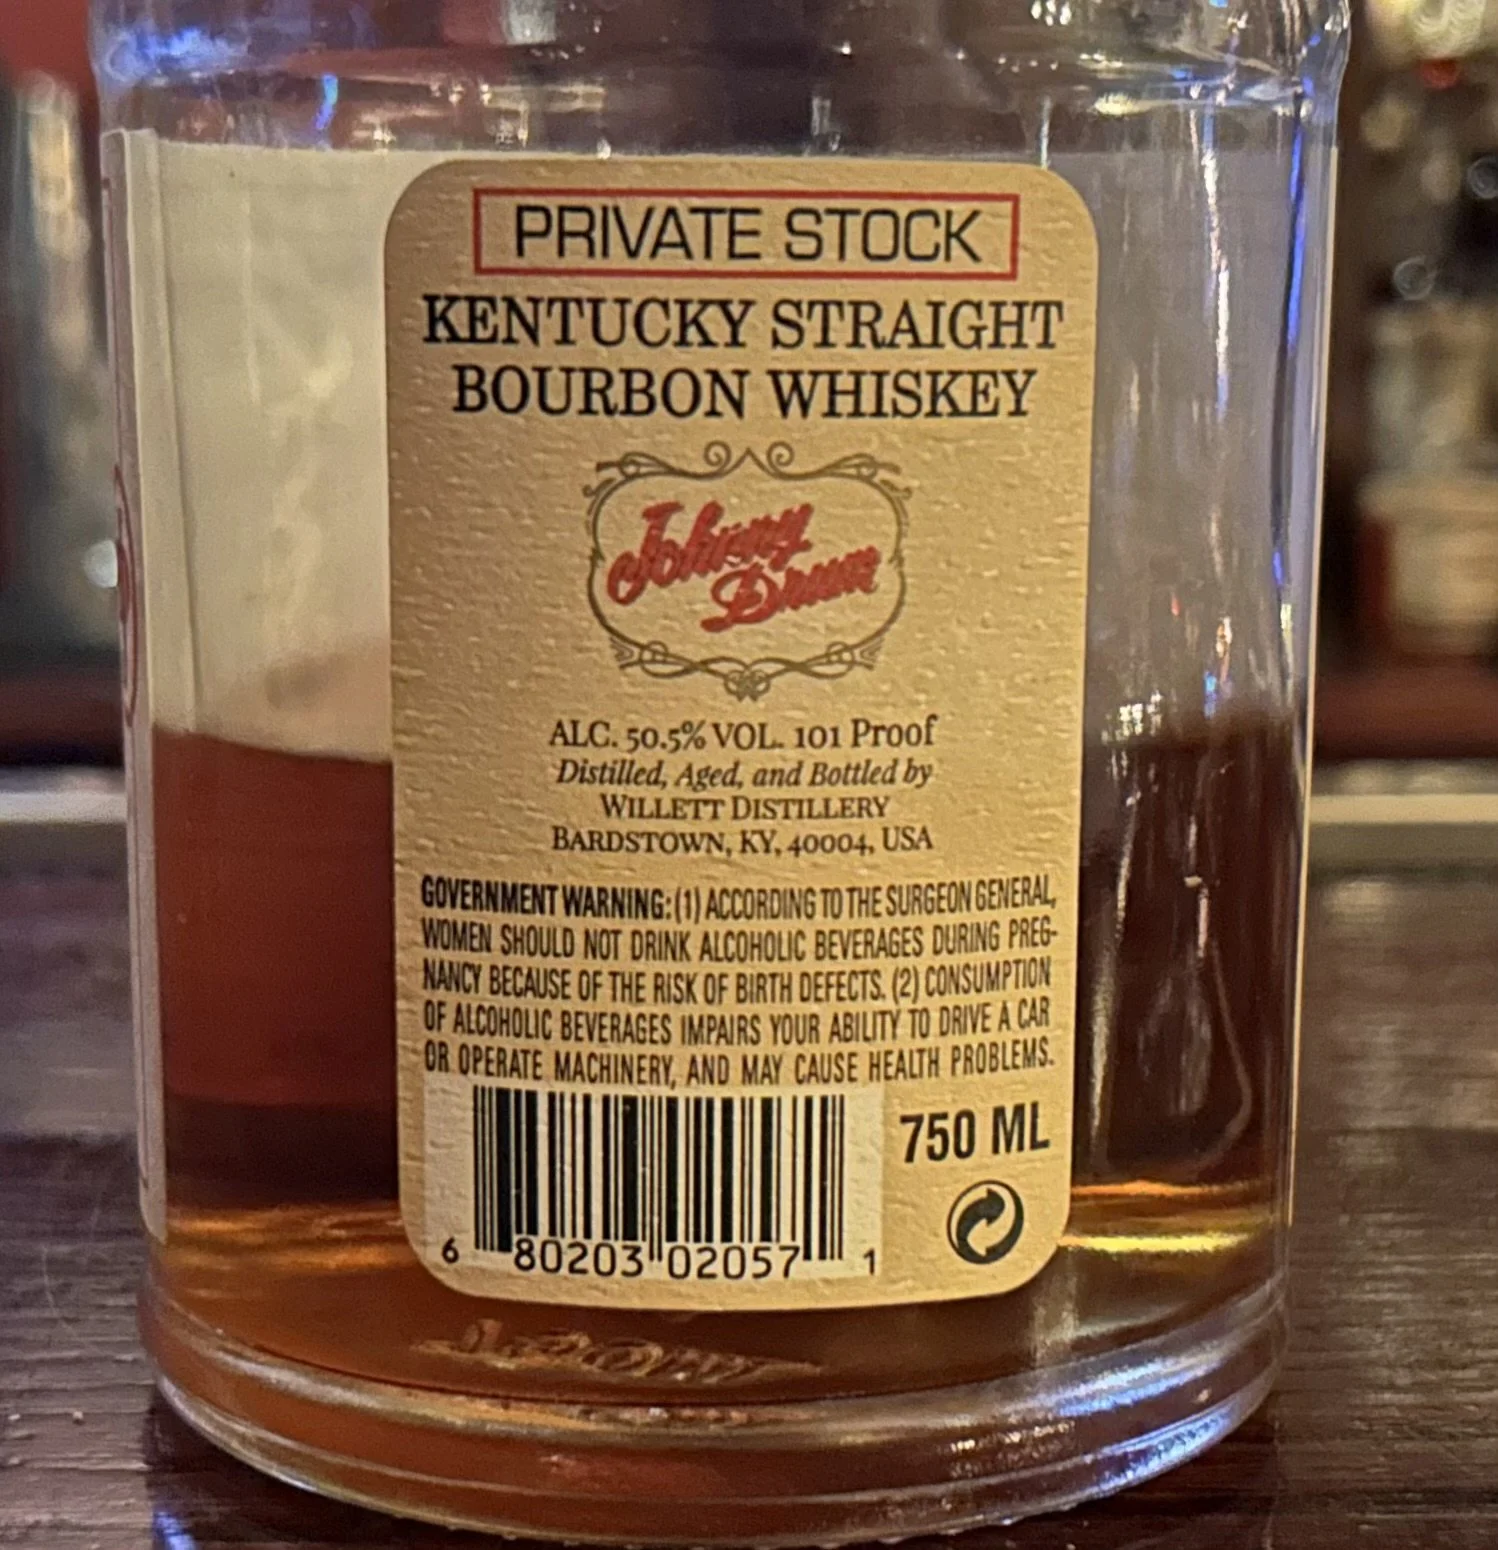 PRIVATE STOCK
KENTUCKY STRAIGHT
BOURBON WHISKEY
Johnny
Drum
ALC. 50.5% VOL. 101 Proof
Distilled, Aged, and Bottled by
WILLETT DISTILLERY
BARDSTOWN, KY, 40004, USA
GOVERNMENT WARNING: (1) ACCORDING TO THE SURGEON GENERAL,
WOMEN SHOULD NOT DRINK ALCOHOLIC BEVERAGES DURING PREG-
NANCY BECAUSE OF THE RISK OF BIRTH DEFECTS. (2) CONSUMPTION
OF ALCOHOLIC BEVERAGES IMPAIRS YOUR ABILITY TO DRIVE A CAR
OR OPERATE MACHINERY, AND MAY CAUSE HEALTH PROBLEMS.
750 ML
6 80203 02057 1